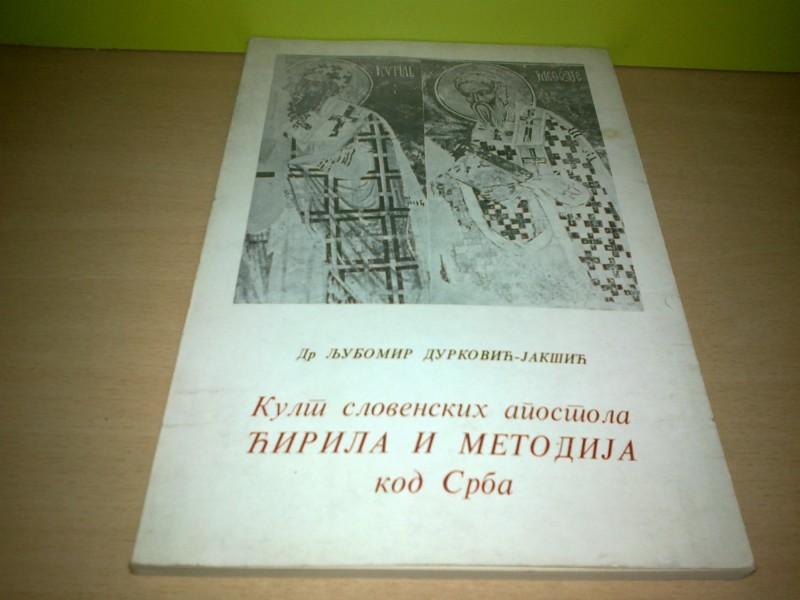 Др ЉУБОМИР ДУРКОВИЋ-ЈАКШИЋ
Култ словенских апостола
ЋИРИЛА И МЕТОДИЈА
код Срба